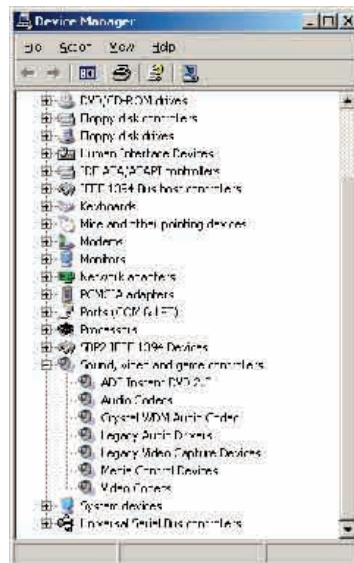 Device Manager
File Action View Help
DVD/CD-ROM drives
Floppy disk controllers
Floppy disk drives
Human Interface Devices
IDE ATA/ATAPI controllers
IEEE 1394 Bus host controllers
Keyboards
Mice and other pointing devices
Modems
Monitors
Network adapters
PCMCIA adapters
Ports (COM & LPT)
Processors
SBP2 IEEE 1394 Devices
Sound, video and game controllers
Instant DVD
Audio Codecs
Crystal WDM Audio Codec
Legacy Audio Drivers
Legacy Video Capture Devices
Media Control Devices
Video Codecs
System devices
Universal Serial Bus controllers